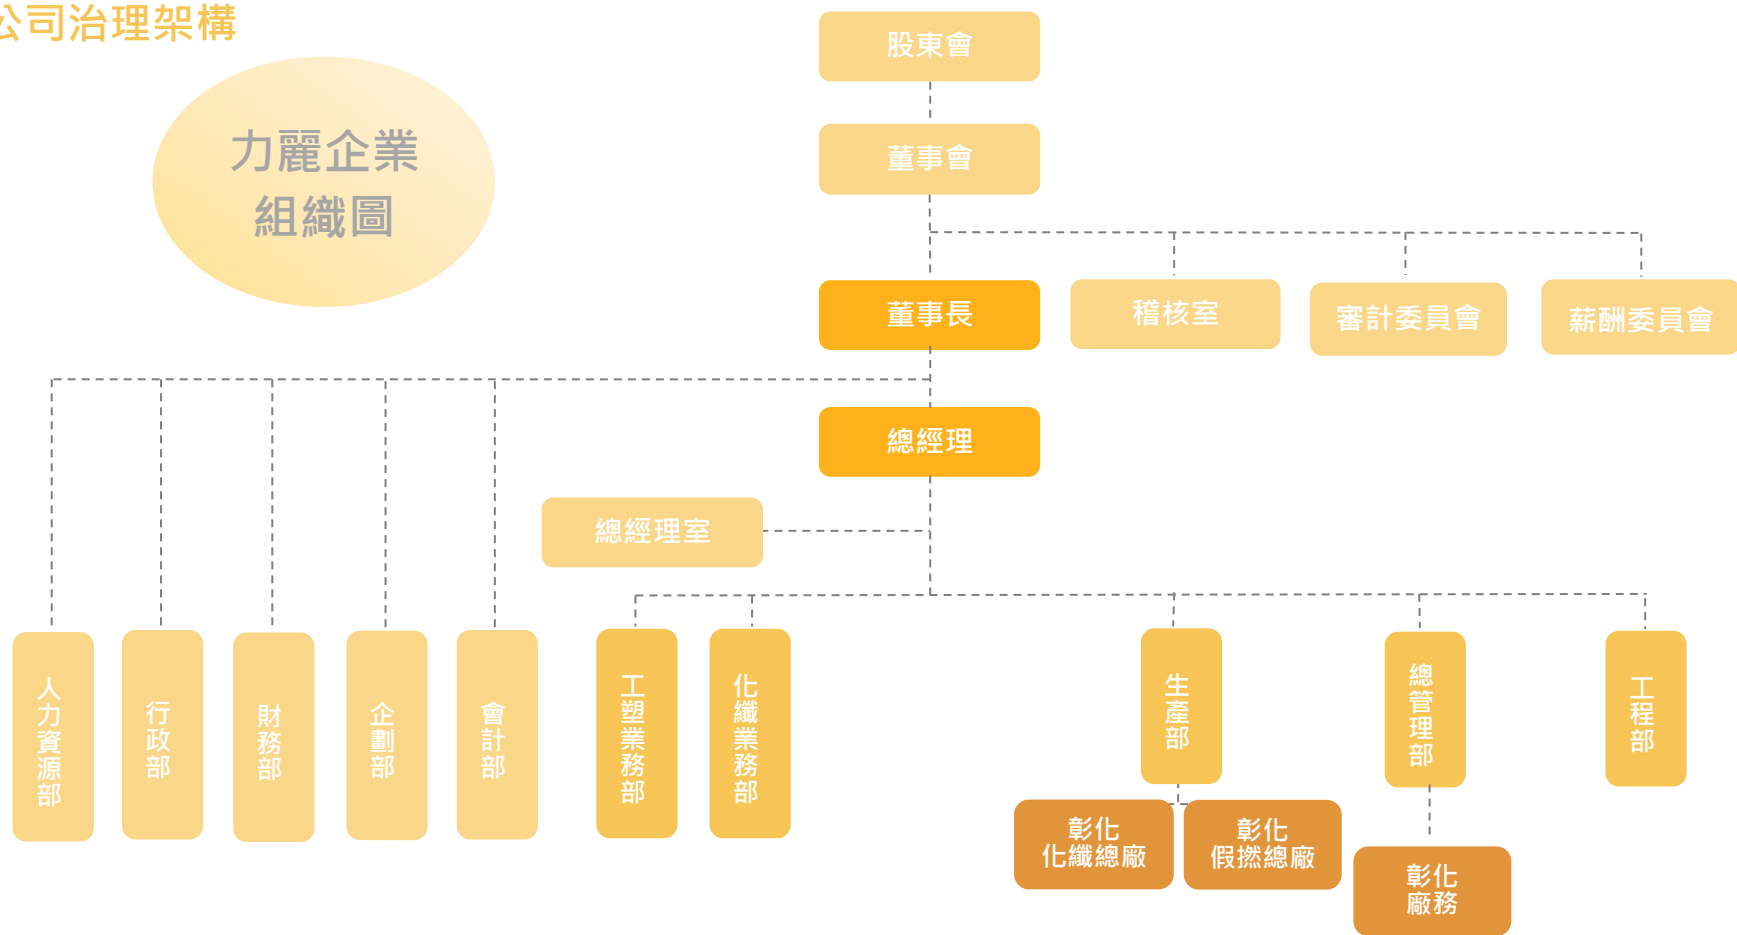 公司治理架構
力麗企業
組織圖
股東會
董事會
董事長
稽核室
審計委員會
薪酬委員會
總經理
總經理室
人力資源部
行政部
財務部
企劃部
會計部
工塑業務部
化纖業務部
生產部
總管理部
工程部
彰化
化纖總廠
彰化
假撚總廠
彰化
廠務